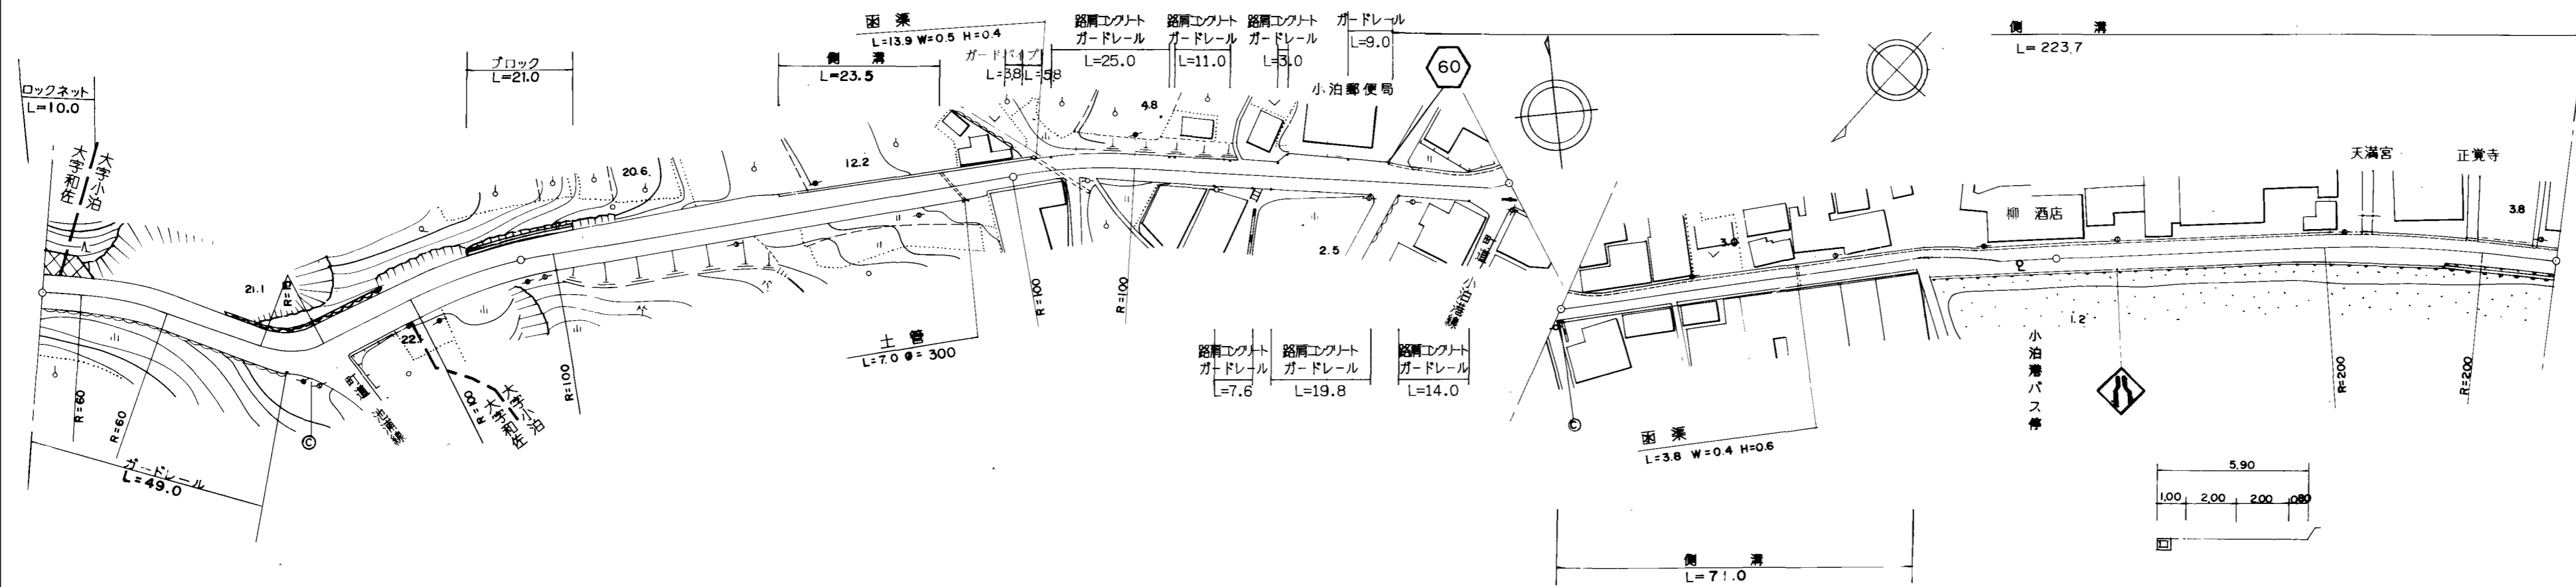 函渠
L=13.9 W=0.5 H=0.4
路肩コンクリート
ガードレール
L=25.0
路肩コンクリート
ガードレール
L=11.0
路肩コンクリート
ガードレール
L=3.0
ガードレール
L=9.0
側溝
L=223.7
ブロック
L=21.0
側溝
L=23.5
ガードパイプ
L=3.8
L=5.8
60
小泊郵便局
ロックネット
L=10.0
大字小泊
大字和佐
20.6
12.2
4.8
天満宮
正覚寺
柳酒店
3.8
21.1
22.1
2.5
1.2
R=60
R=60
R=100
R=100
R=100
町道
大字小泊
大字和佐
土管
L=7.0 φ=300
町道
路肩コンクリート
ガードレール
L=7.6
路肩コンクリート
ガードレール
L=19.8
路肩コンクリート
ガードレール
L=14.0
C
C
函渠
L=3.8 W=0.4 H=0.6
小泊港バス停
R=200
R=200
ガードレール
L=49.0
5.90
1.00
2.00
2.00
側溝
L=71.0